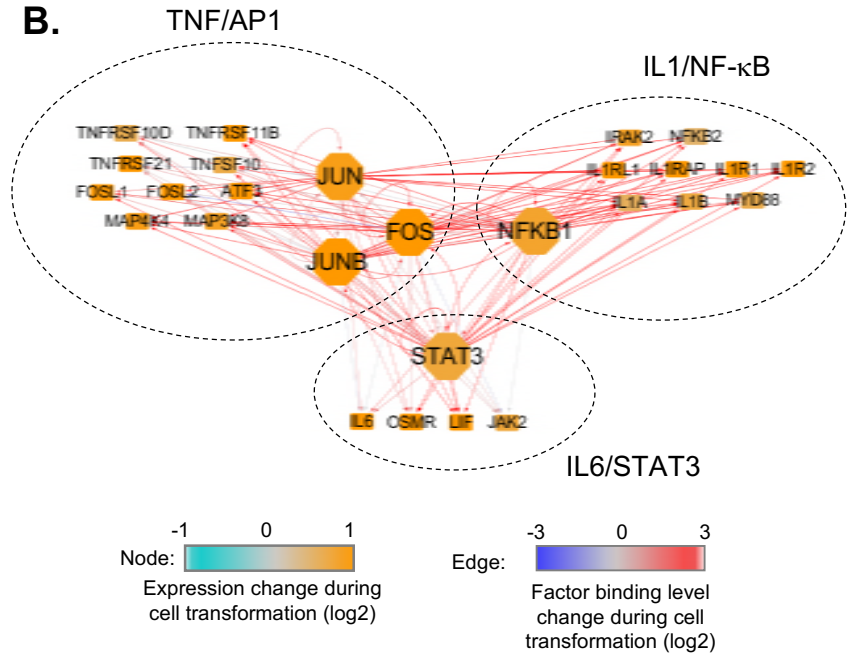 B.
TNF/AP1
IL1/NF-κB
TNFRSF10D TNFRSF11B
IRAK2 NFKB2
TNFRSF21 TNFSF10
JUN
IL1RL1 IL1RAP IL1R1 IL1R2
FOSL1 FOSL2 ATF3
IL1A IL1B MYD88
MAP4K4 MAP3K8
FOS
NFKB1
JUNB
STAT3
IL6 OSMR LIF JAK2
IL6/STAT3
-1 0 1
Node:
Expression change during
cell transformation (log2)
-3 0 3
Edge:
Factor binding level
change during cell
transformation (log2)